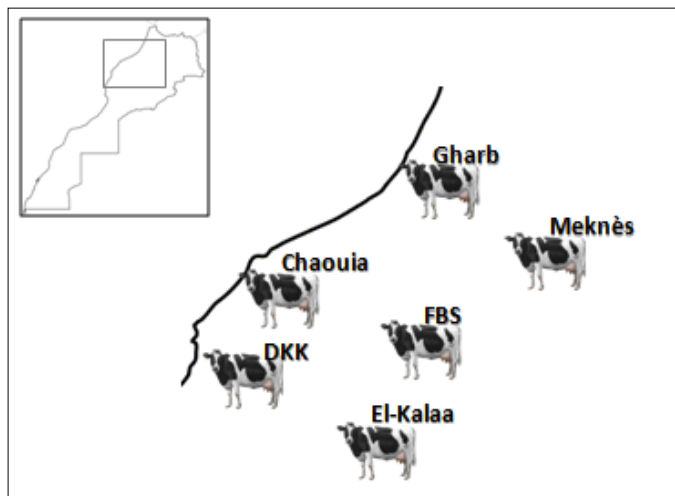 Gharb
Meknès
Chaouia
FBS
DKK
El-Kalaa